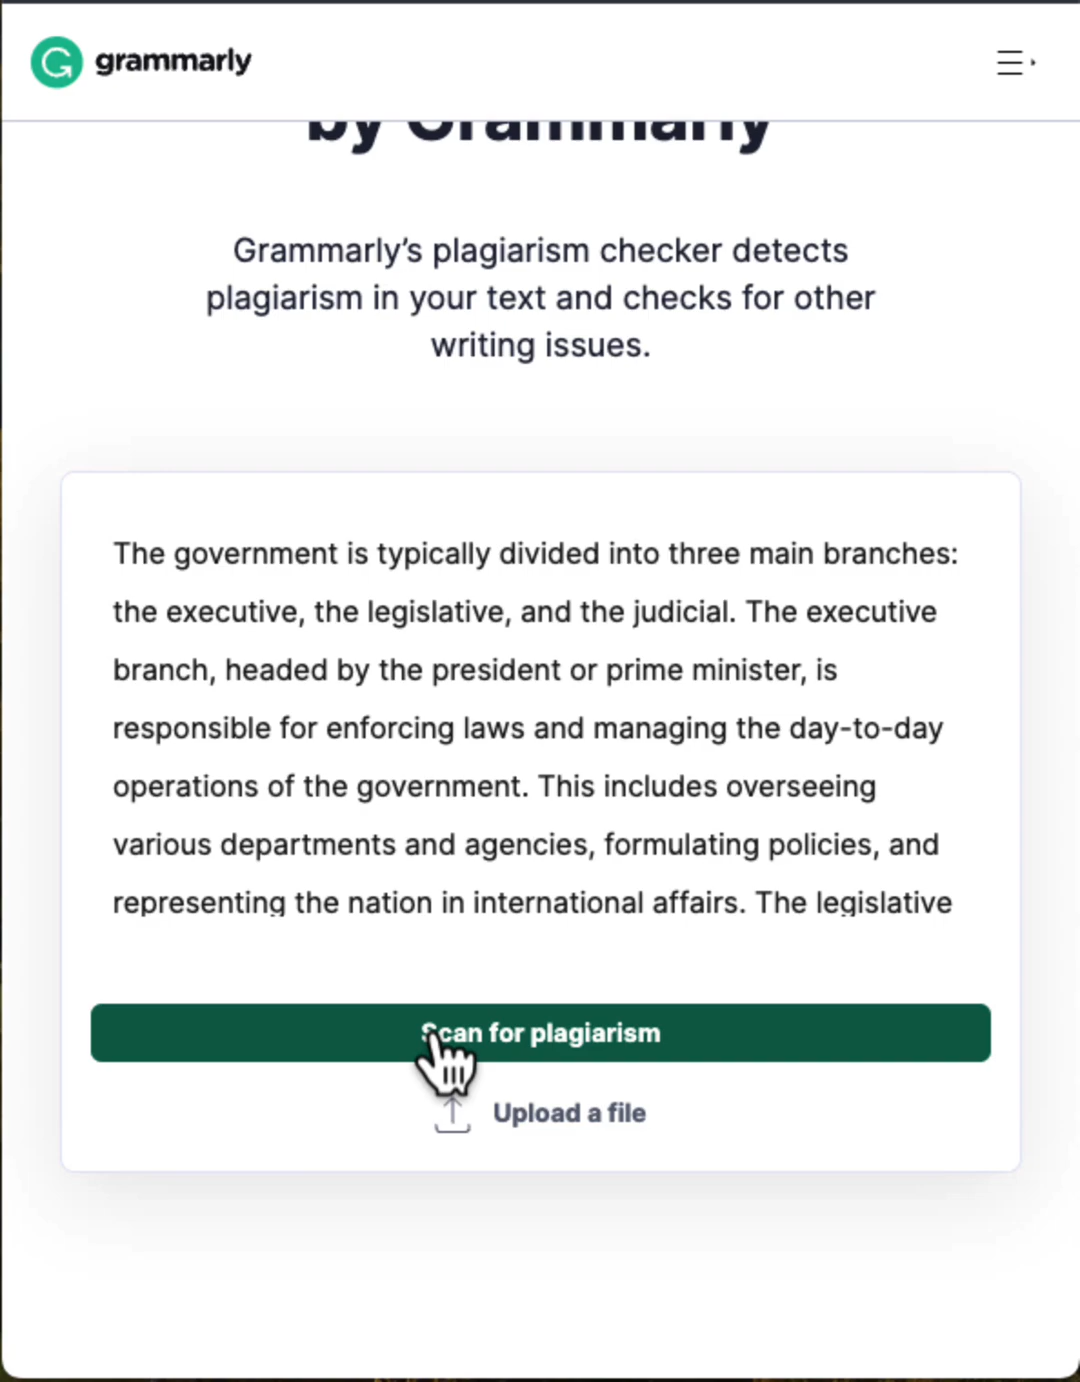 grammarly
by Grammarly
Grammarly's plagiarism checker detects
plagiarism in your text and checks for other
writing issues.
The government is typically divided into three main branches:
the executive, the legislative, and the judicial. The executive
branch, headed by the president or prime minister, is
responsible for enforcing laws and managing the day-to-day
operations of the government. This includes overseeing
various departments and agencies, formulating policies, and
representing the nation in international affairs. The legislative
Scan for plagiarism
Upload a file